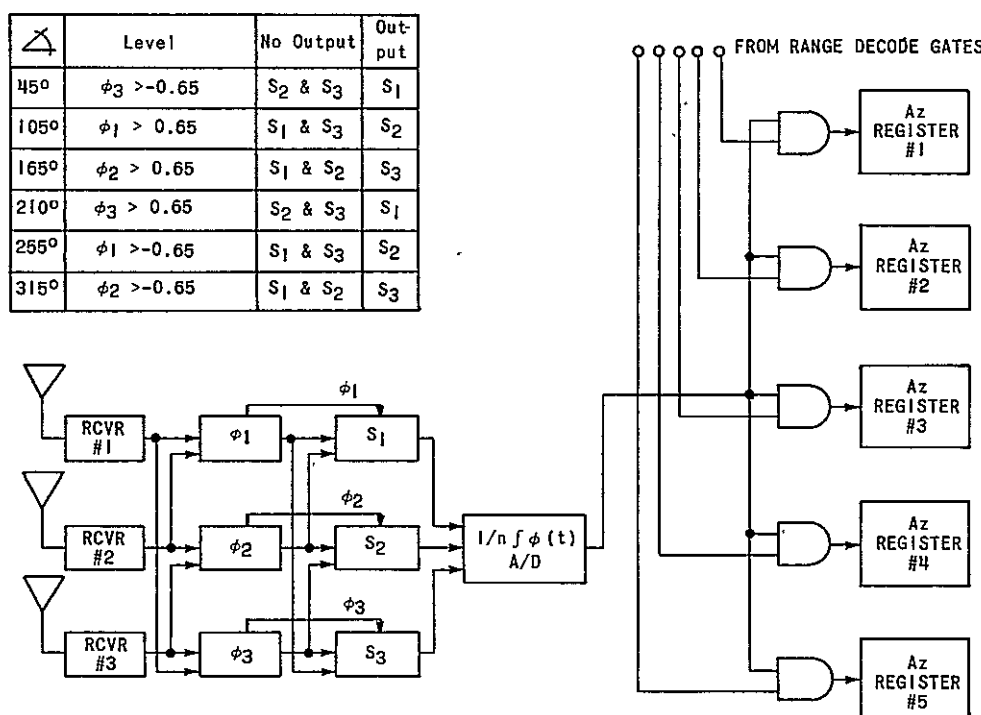 ∠ Level No Output Out-put
45° ϕ3 >-0.65 S2 & S3 S1
105° ϕ1 > 0.65 S1 & S3 S2
165° ϕ2 > 0.65 S1 & S2 S3
210° ϕ3 > 0.65 S2 & S3 S1
255° ϕ1 >-0.65 S1 & S3 S2
315° ϕ2 >-0.65 S1 & S2 S3
FROM RANGE DECODE GATES
Az
REGISTER
#1
Az
REGISTER
#2
Az
REGISTER
#3
Az
REGISTER
#4
Az
REGISTER
#5
ϕ1
RCVR
#1
ϕ1
S1
ϕ2
RCVR
#2
ϕ2
S2
1/n ∫ ϕ (t)
A/D
ϕ3
RCVR
#3
ϕ3
S3